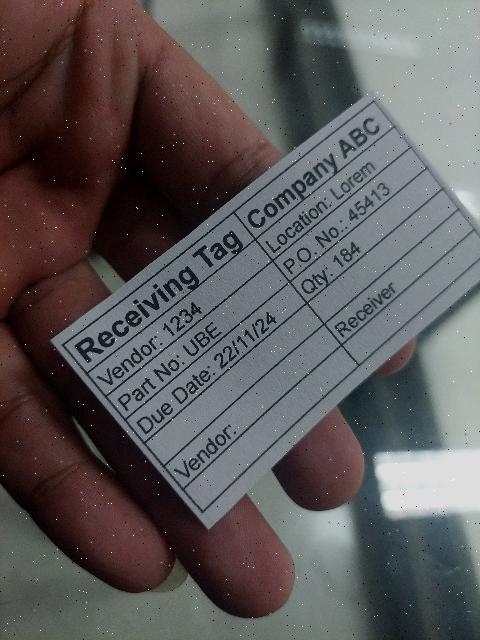 Receiving Tag Company ABC
Vendor: 1234 Location: Lorem
Part No: UBE P.O. No.: 45413
Due Date: 22/11/24 Qty: 184
Vendor: Receiver